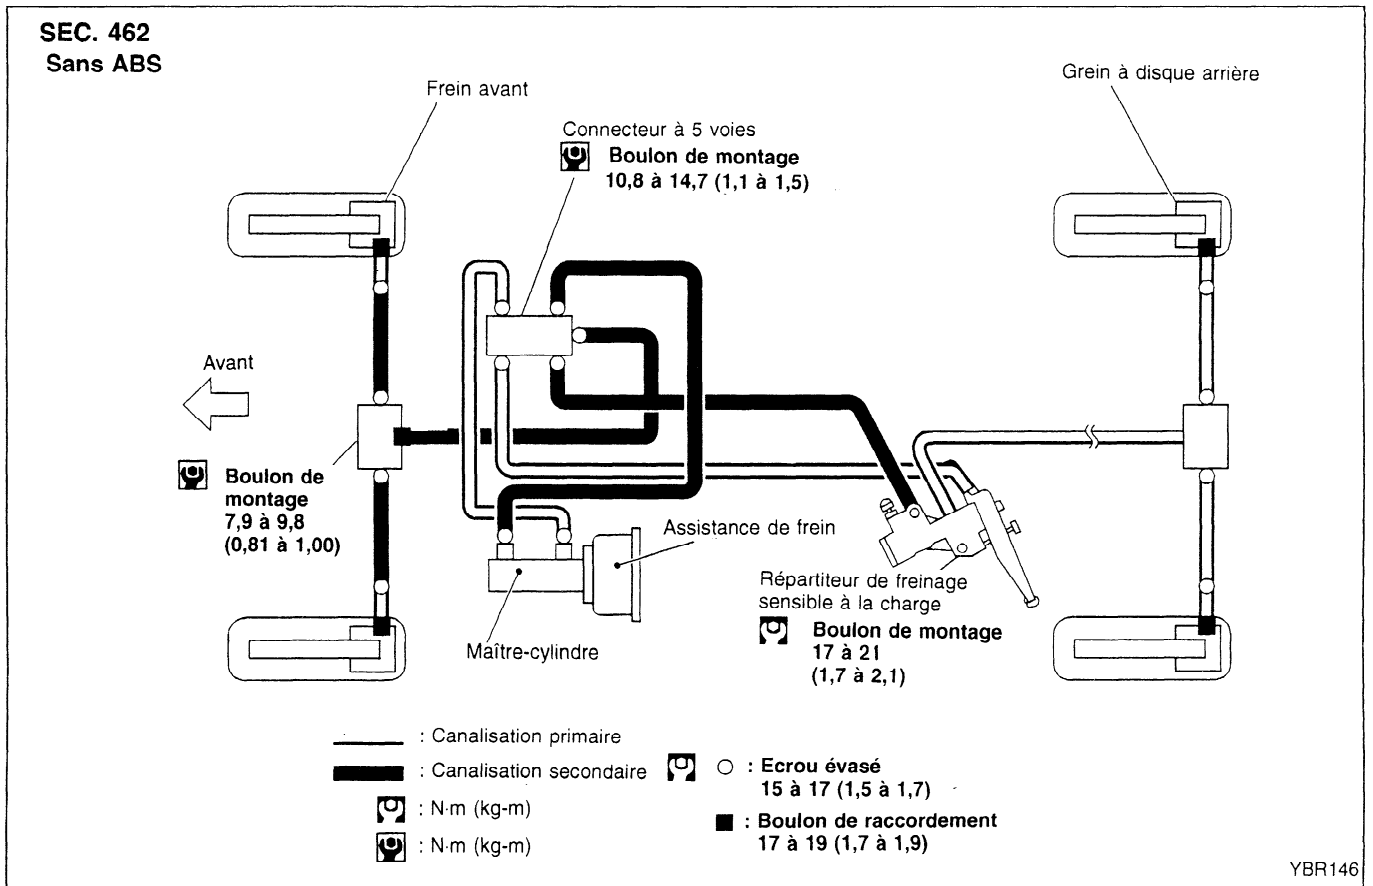 SEC. 462
Sans ABS
Frein avant
Grein à disque arrière
Connecteur à 5 voies
Boulon de montage
10,8 à 14,7 (1,1 à 1,5)
Avant
Boulon de
montage
7,9 à 9,8
(0,81 à 1,00)
Assistance de frein
Maître-cylindre
Répartiteur de freinage
sensible à la charge
Boulon de montage
17 à 21
(1,7 à 2,1)
: Canalisation primaire
: Canalisation secondaire
: N·m (kg-m)
: N·m (kg-m)
: Ecrou évasé
15 à 17 (1,5 à 1,7)
: Boulon de raccordement
17 à 19 (1,7 à 1,9)
YBR146